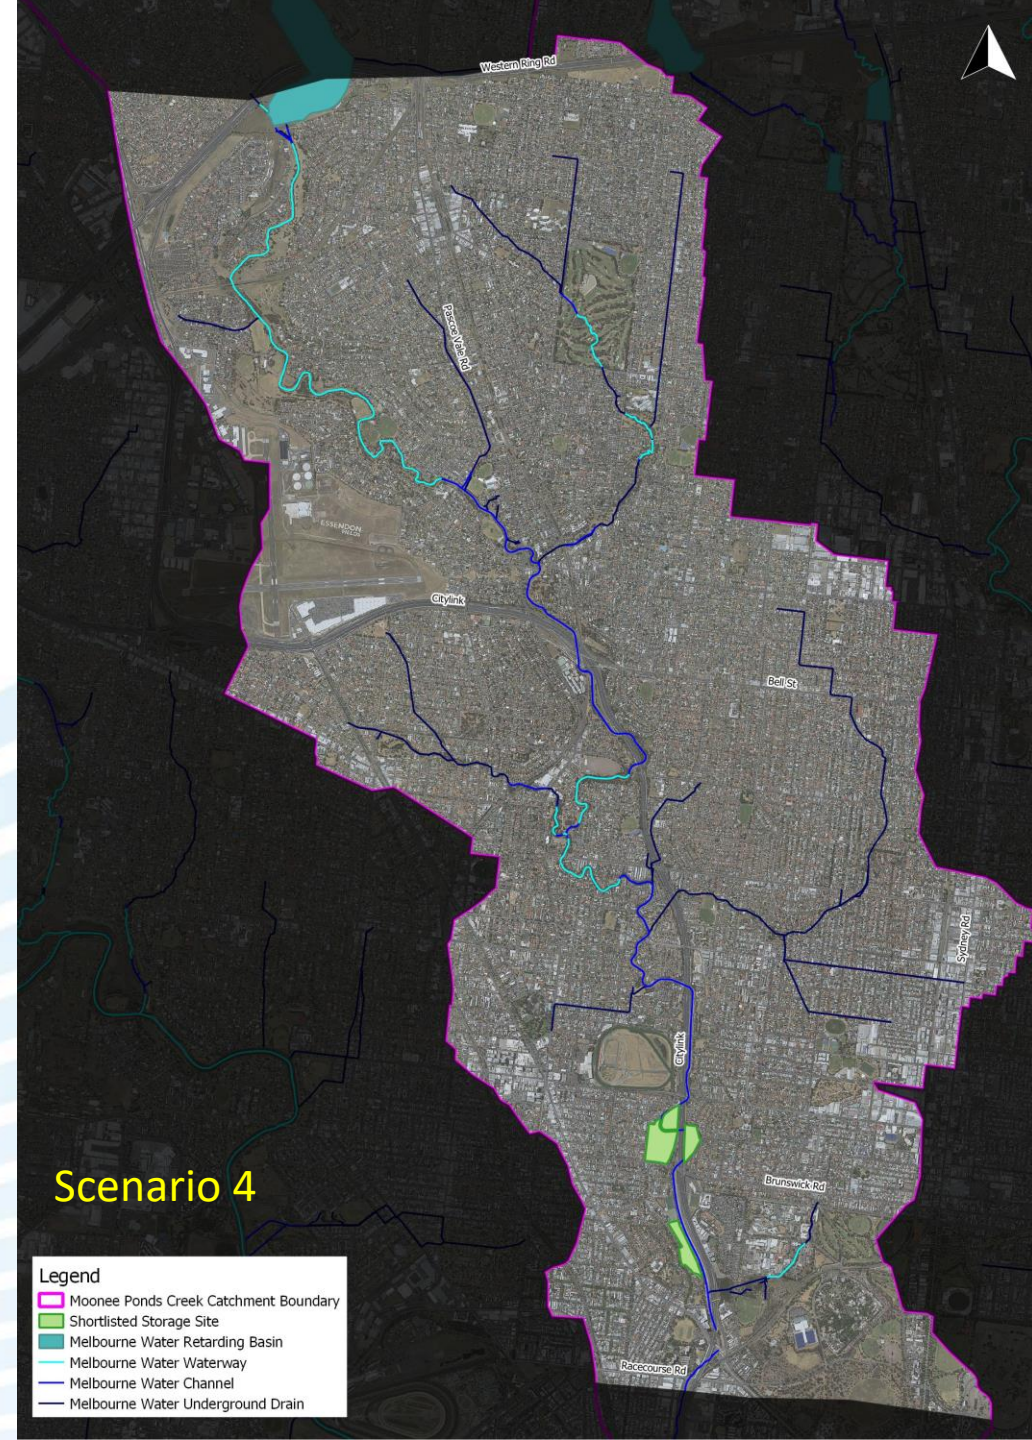 Western Ring Rd
Pascoe Vale Rd
ESSENDON
Citylink
Bell St
Sydney Rd
Citylink
Brunswick Rd
Racecourse Rd
Scenario 4
Legend
Moonee Ponds Creek Catchment Boundary
Shortlisted Storage Site
Melbourne Water Retarding Basin
Melbourne Water Waterway
Melbourne Water Channel
Melbourne Water Underground Drain